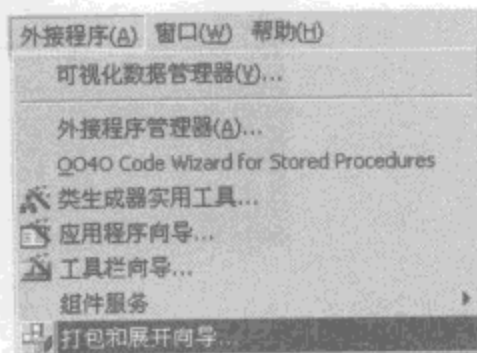 外接程序(A) 窗口(W) 帮助(H)
可视化数据管理器(V)...
外接程序管理器(A)...
OO4O Code Wizard for Stored Procedures
类生成器实用工具...
应用程序向导...
工具栏向导...
组件服务
打包和展开向导...